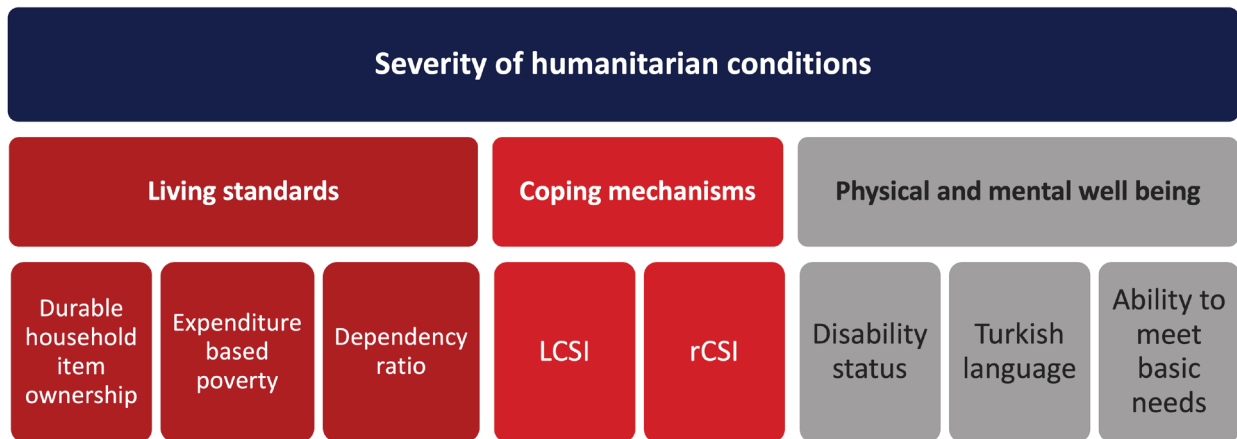 Severity of humanitarian conditions
Living standards
Coping mechanisms
Physical and mental well being
Durable
household
item
ownership
Expenditure
based
poverty
Dependency
ratio
LCSI
rCSI
Disability
status
Turkish
language
Ability to
meet
basic
needs